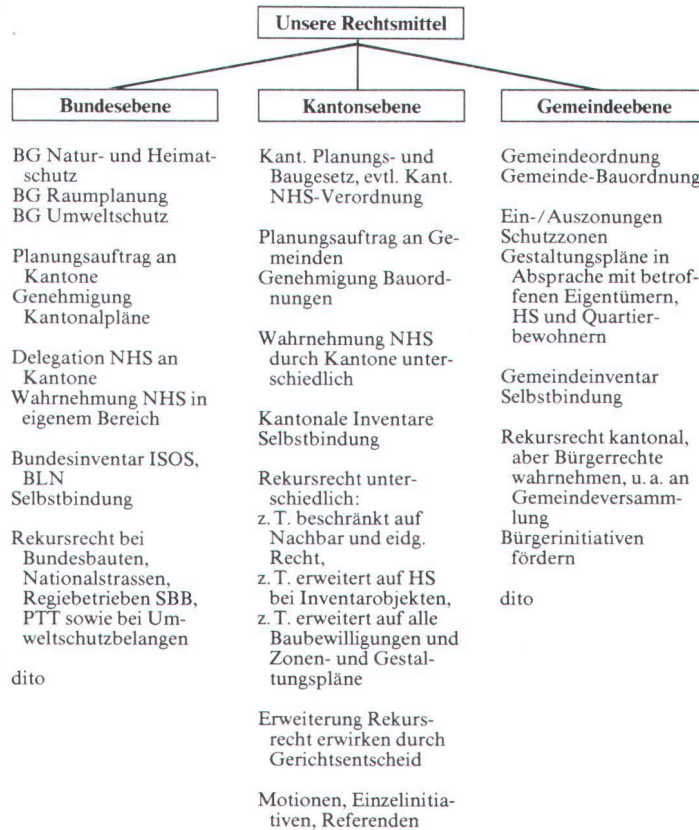 Unsere Rechtsmittel
Bundesebene
BG Natur- und Heimat-
schutz
BG Raumplanung
BG Umweltschutz
Planungsauftrag an
Kantone
Genehmigung
Kantonalpläne
Delegation NHS an
Kantone
Wahrnehmung NHS in
eigenem Bereich
Bundesinventar ISOS,
BLN
Selbstbindung
Rekursrecht bei
Bundesbauten,
Nationalstrassen,
Regiebetrieben SBB,
PTT sowie bei Um-
weltschutzbelangen
dito
Kantonsebene
Kant. Planungs- und
Baugesetz, evtl. Kant.
NHS-Verordnung
Planungsauftrag an Ge-
meinden
Genehmigung Bauord-
nungen
Wahrnehmung NHS
durch Kantone unter-
schiedlich
Kantonale Inventare
Selbstbindung
Rekursrecht unter-
schiedlich:
z. T. beschränkt auf
Nachbar und eidg.
Recht,
z. T. erweitert auf HS
bei Inventarobjekten,
z. T. erweitert auf alle
Baubewilligungen und
Zonen- und Gestal-
tungspläne
Erweiterung Rekurs-
recht erwirken durch
Gerichtsentscheid
Motionen, Einzelinitia-
tiven, Referenden
Gemeindeebene
Gemeindeordnung
Gemeinde-Bauordnung
Ein-/Auszonungen
Schutzzonen
Gestaltungspläne in
Absprache mit betrof-
fenen Eigentümern,
HS und Quartier-
bewohnern
Gemeindeinventar
Selbstbindung
Rekursrecht kantonal,
aber Bürgerrechte
wahrnehmen, u. a. an
Gemeindeversamm-
lung
Bürgerinitiativen
fördern
dito